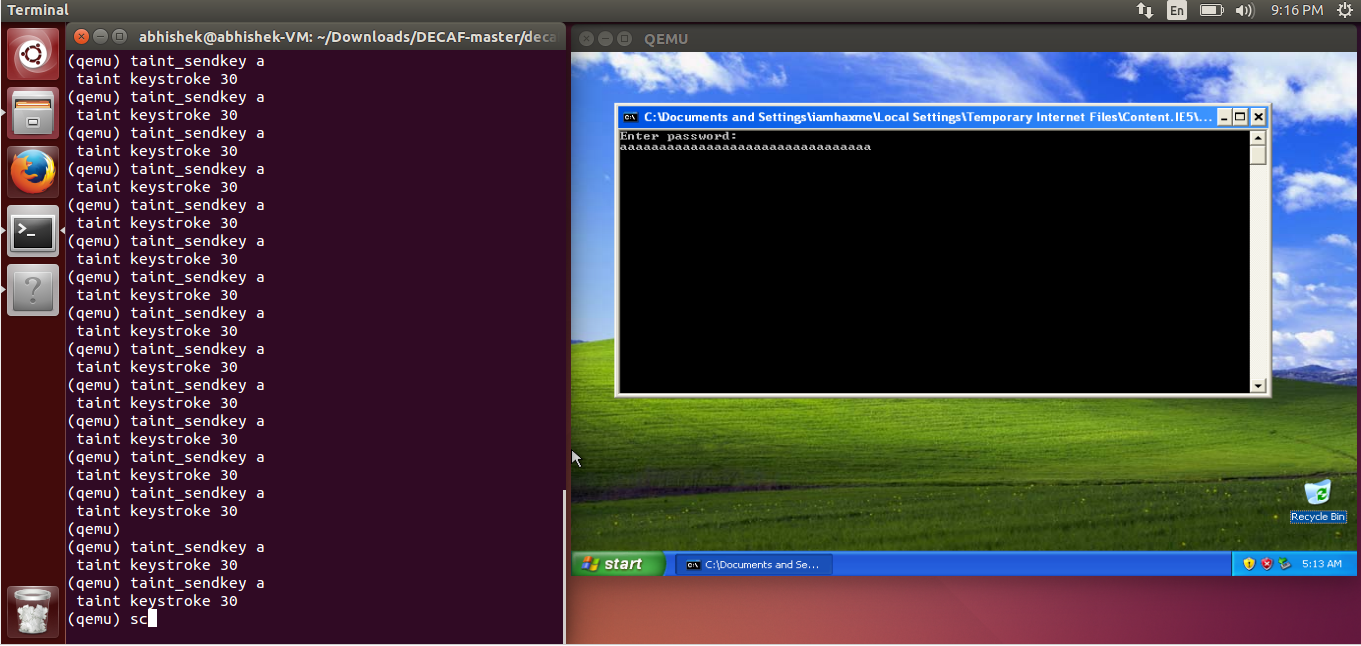 Terminal
En
9:16 PM
abhishek@abhishek-VM: ~/Downloads/DECAF-master/deca
(qemu) taint_sendkey a
taint keystroke 30
(qemu) taint_sendkey a
taint keystroke 30
(qemu) taint_sendkey a
taint keystroke 30
(qemu) taint_sendkey a
taint keystroke 30
(qemu) taint_sendkey a
taint keystroke 30
(qemu) taint_sendkey a
taint keystroke 30
(qemu) taint_sendkey a
taint keystroke 30
(qemu) taint_sendkey a
taint keystroke 30
(qemu) taint_sendkey a
taint keystroke 30
(qemu) taint_sendkey a
taint keystroke 30
(qemu) taint_sendkey a
taint keystroke 30
(qemu) taint_sendkey a
taint keystroke 30
(qemu) taint_sendkey a
taint keystroke 30
(qemu)
(qemu) taint_sendkey a
taint keystroke 30
(qemu) taint_sendkey a
taint keystroke 30
(qemu) sc
QEMU
C:\Documents and Settings\iamhaxme\Local Settings\Temporary Internet Files\Content.IE5\...
Enter password:
aaaaaaaaaaaaaaaaaaaaaaaaaaaaaaaa
Recycle Bin
start
C:\Documents and Se...
5:13 AM